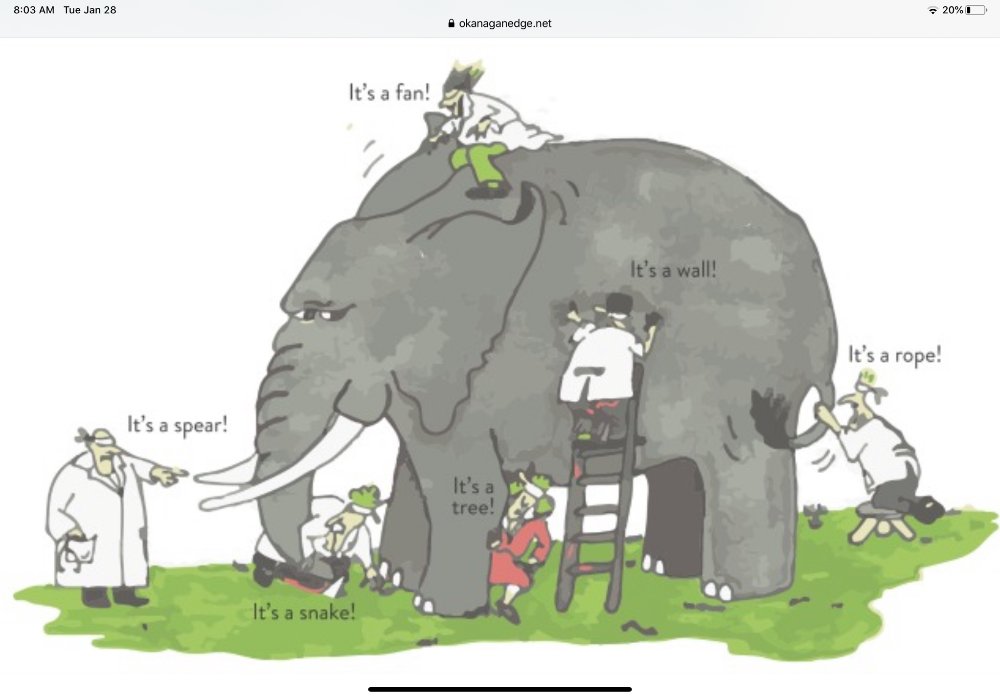 8:03 AM Tue Jan 28
20%
okanaganedge.net
It's a fan!
It's a wall!
It's a rope!
It's a spear!
It's a
tree!
It's a snake!